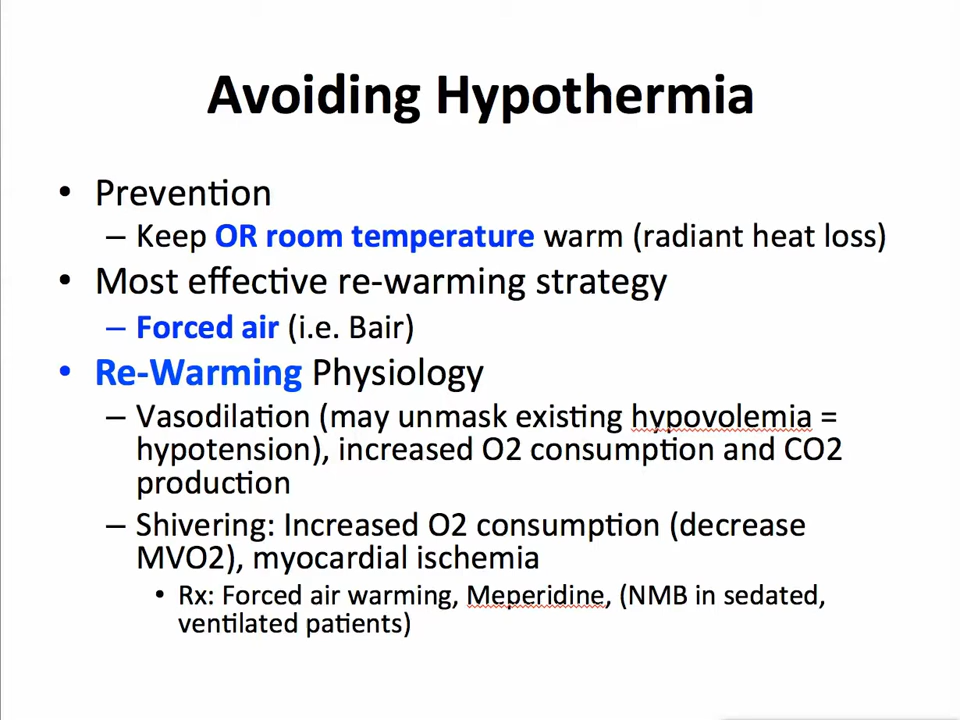 Avoiding Hypothermia
• Prevention
– Keep OR room temperature warm (radiant heat loss)
• Most effective re-warming strategy
– Forced air (i.e. Bair)
• Re-Warming Physiology
– Vasodilation (may unmask existing hypovolemia =
hypotension), increased O2 consumption and CO2
production
– Shivering: Increased O2 consumption (decrease
MVO2), myocardial ischemia
• Rx: Forced air warming, Meperidine, (NMB in sedated,
ventilated patients)